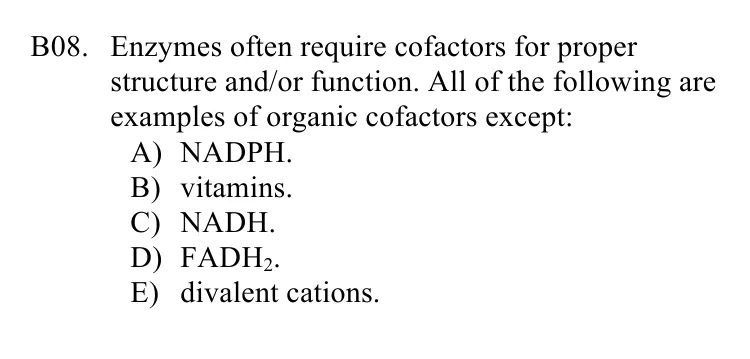 B08. Enzymes often require cofactors for proper
structure and/or function. All of the following are
examples of organic cofactors except:
A) NADPH.
B) vitamins.
C) NADH.
D) FADH₂.
E) divalent cations.